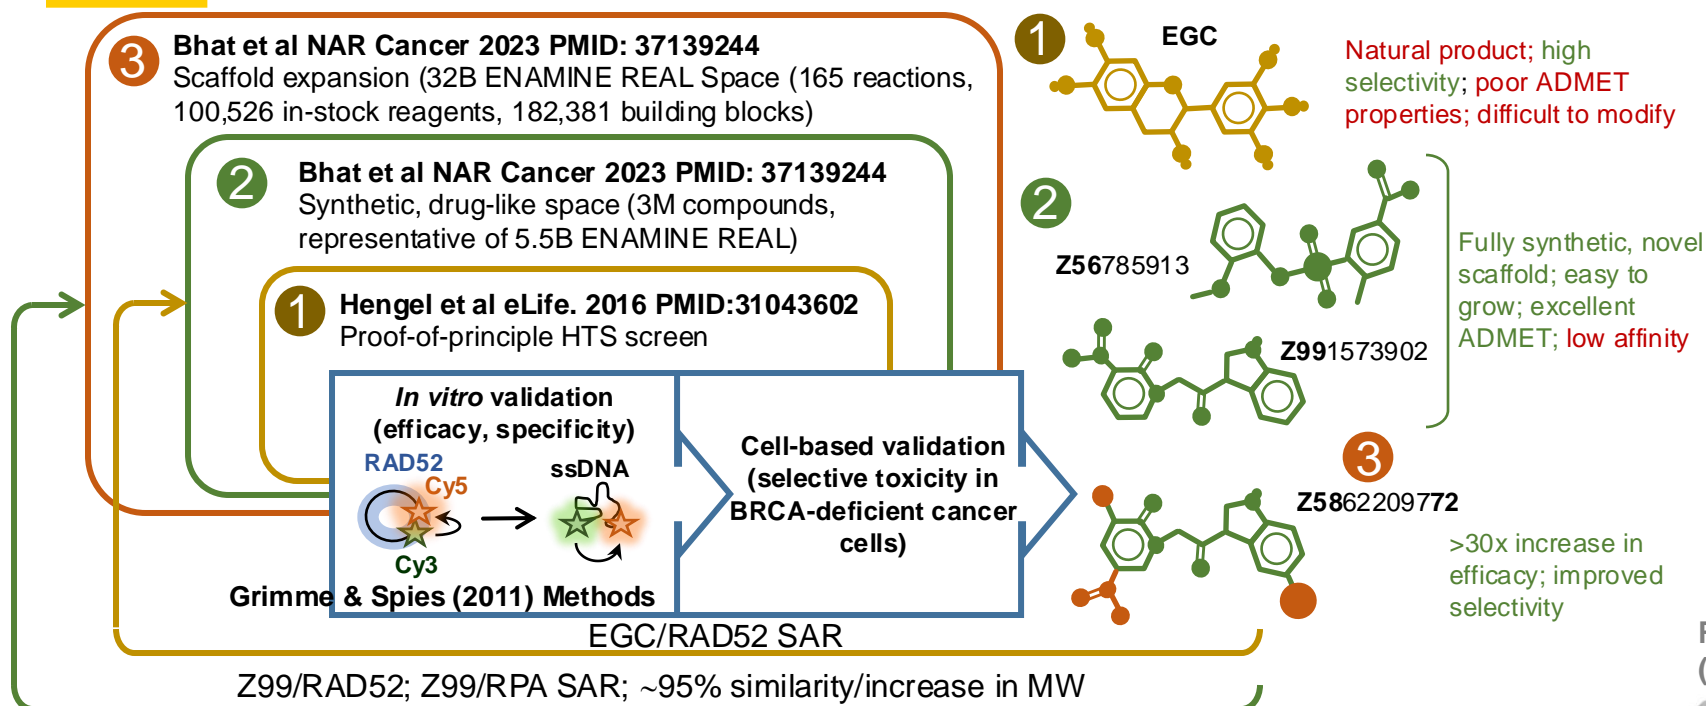 3
Bhat et al NAR Cancer 2023 PMID: 37139244
Scaffold expansion (32B ENAMINE REAL Space (165 reactions,
100,526 in-stock reagents, 182,381 building blocks)
2
Bhat et al NAR Cancer 2023 PMID: 37139244
Synthetic, drug-like space (3M compounds,
representative of 5.5B ENAMINE REAL)
1
Hengel et al eLife. 2016 PMID:31043602
Proof-of-principle HTS screen
In vitro validation
(efficacy, specificity)
RAD52
Cy5
Cy3
ssDNA
Grimme & Spies (2011) Methods
Cell-based validation
(selective toxicity in
BRCA-deficient cancer
cells)
EGC/RAD52 SAR
Z99/RAD52; Z99/RPA SAR; ~95% similarity/increase in MW
1
EGC
Natural product; high
selectivity; poor ADMET
properties; difficult to modify
2
Z56785913
Z991573902
Fully synthetic, novel
scaffold; easy to
grow; excellent
ADMET; low affinity
3
Z5862209772
>30x increase in
efficacy; improved
selectivity